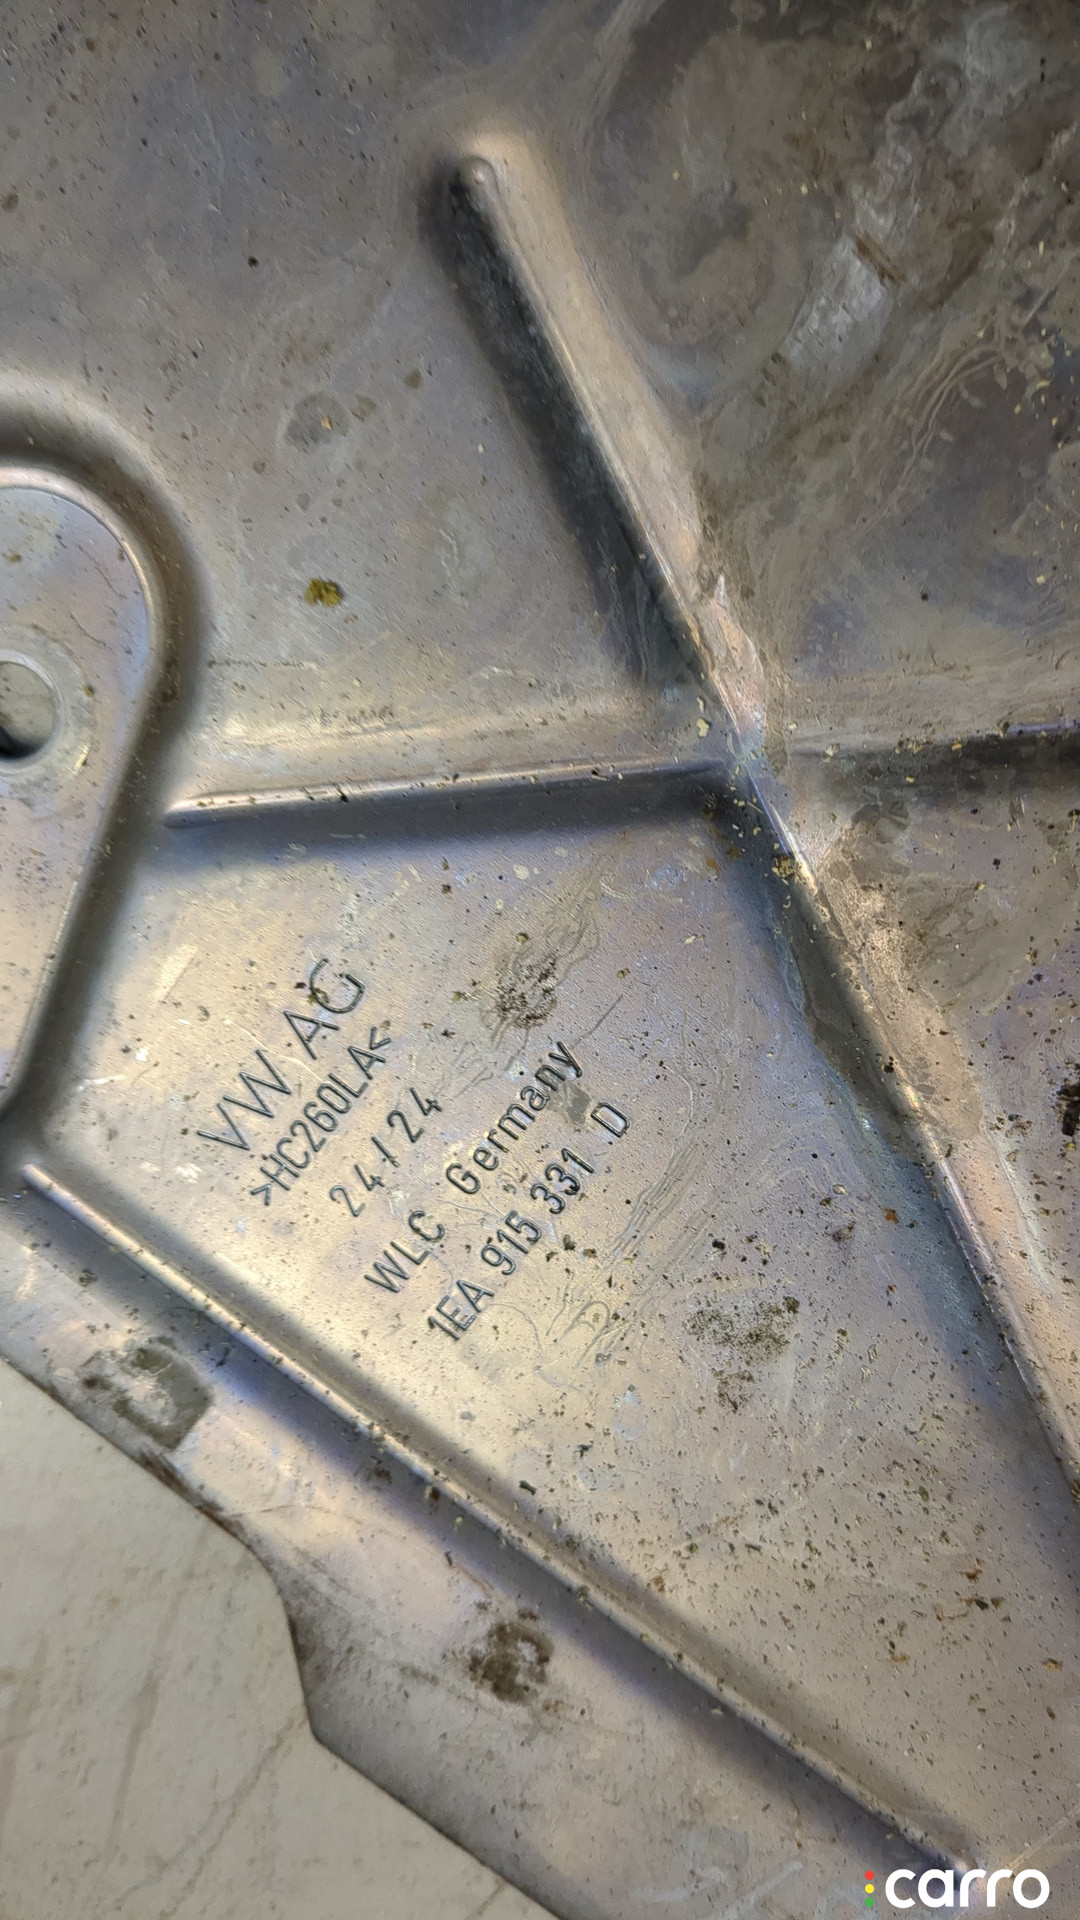 VW AG
>HC260LA<
24/24
WLC Germany
1EA 915 331 D
carro